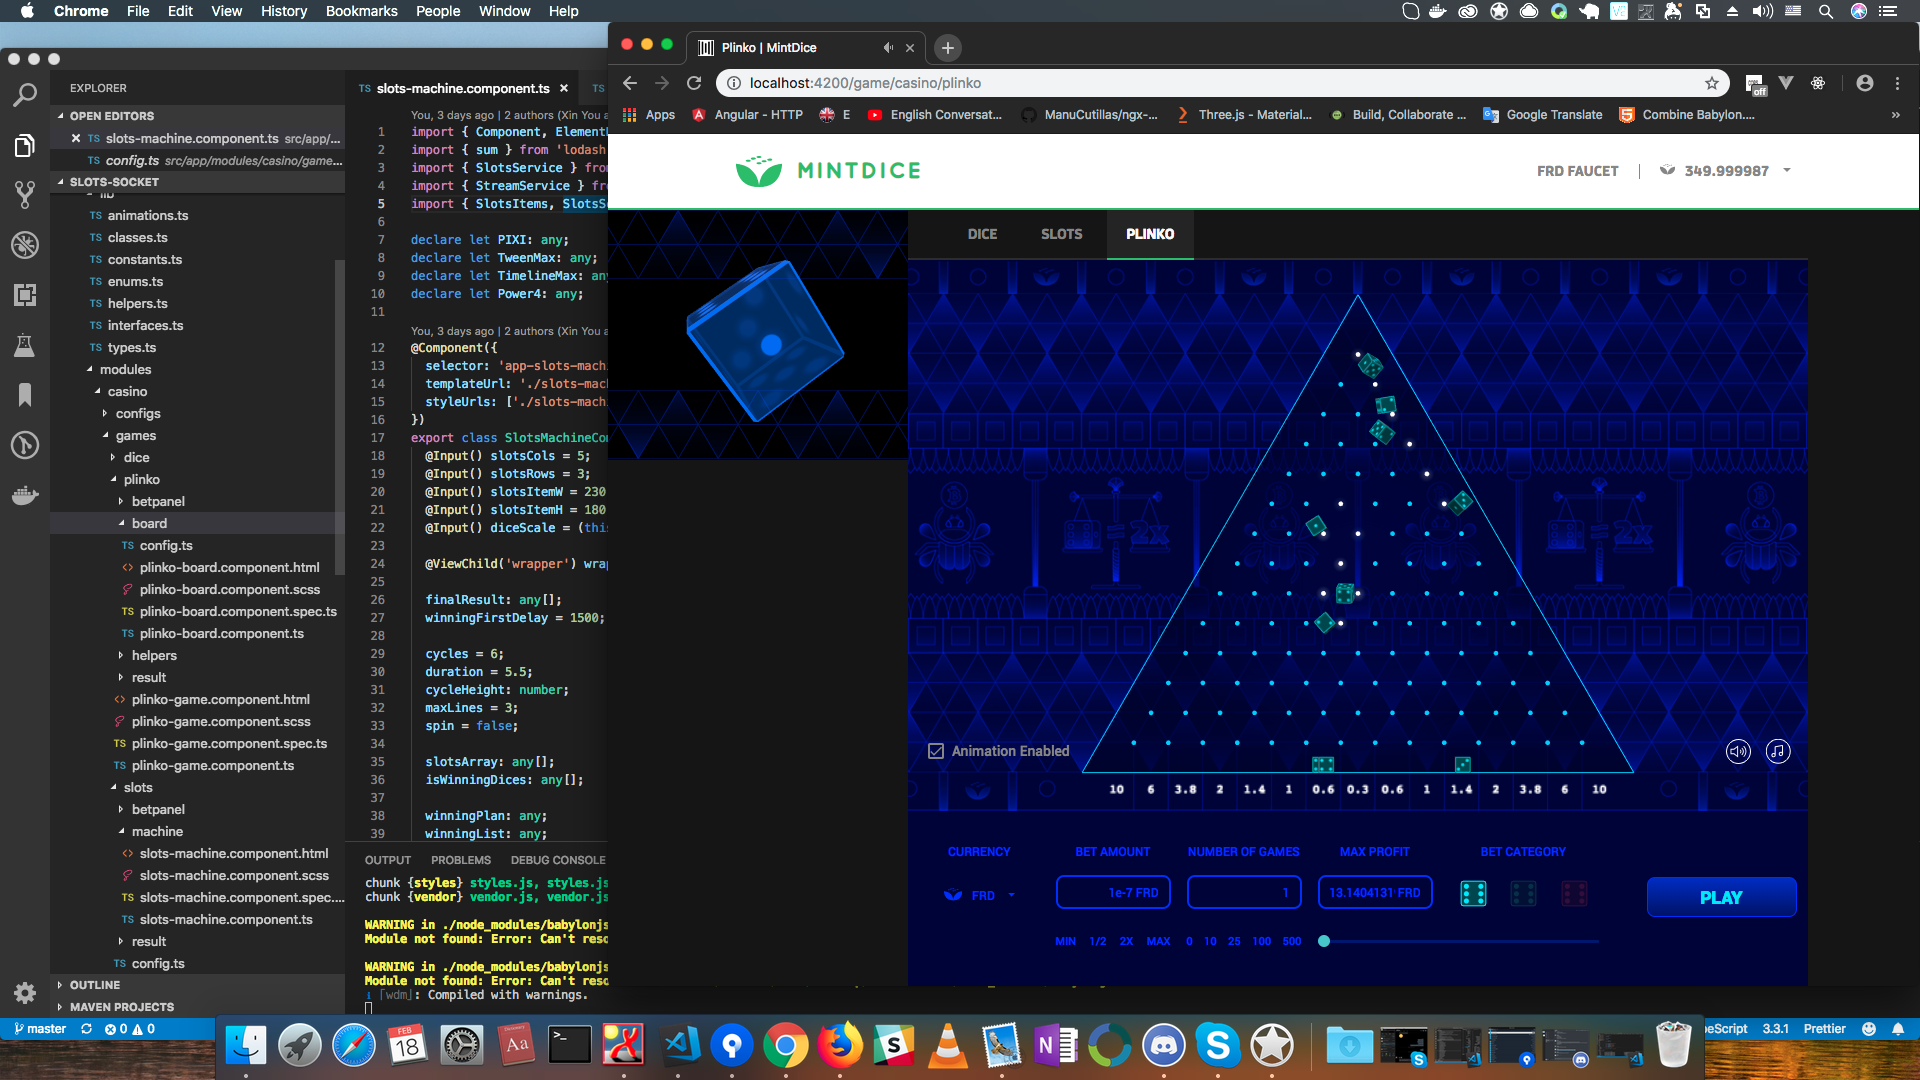 Chrome File Edit View History Bookmarks People Window Help
EXPLORER
OPEN EDITORS
TS slots-machine.component.ts src/app/...
TS config.ts src/app/modules/casino/game...
SLOTS-SOCKET
lib
TS animations.ts
TS classes.ts
TS constants.ts
TS enums.ts
TS helpers.ts
TS interfaces.ts
TS types.ts
modules
casino
configs
games
dice
plinko
betpanel
board
TS config.ts
plinko-board.component.html
plinko-board.component.scss
TS plinko-board.component.spec.ts
TS plinko-board.component.ts
helpers
result
plinko-game.component.html
plinko-game.component.scss
TS plinko-game.component.spec.ts
TS plinko-game.component.ts
slots
betpanel
machine
slots-machine.component.html
slots-machine.component.scss
TS slots-machine.component.spec....
TS slots-machine.component.ts
result
TS config.ts
OUTLINE
MAVEN PROJECTS
master 0 0
TS slots-machine.component.ts TS
You, 3 days ago | 2 authors (Xin You a
1 import { Component, Element
2 import { sum } from 'lodash
3 import { SlotsService } from
4 import { StreamService } fr
5 import { SlotsItems, SlotsS
6
7 declare let PIXI: any;
8 declare let TweenMax: any;
9 declare let TimelineMax: any
10 declare let Power4: any;
11
You, 3 days ago | 2 authors (Xin You a
12 @Component({
13 selector: 'app-slots-mach
14 templateUrl: './slots-mac
15 styleUrls: ['./slots-mach
16 })
17 export class SlotsMachineCom
18 @Input() slotsCols = 5;
19 @Input() slotsRows = 3;
20 @Input() slotsItemW = 230
21 @Input() slotsItemH = 180
22 @Input() diceScale = (this
23
24 @ViewChild('wrapper') wrap
25
26 finalResult: any[];
27 winningFirstDelay = 1500;
28
29 cycles = 6;
30 duration = 5.5;
31 cycleHeight: number;
32 maxLines = 3;
33 spin = false;
34
35 slotsArray: any[];
36 isWinningDices: any[];
37
38 winningPlan: any;
39 winningList: any;
OUTPUT PROBLEMS DEBUG CONSOLE
chunk {styles} styles.js, styles.js
chunk {vendor} vendor.js, vendor.js
WARNING in ./node_modules/babylonjs
Module not found: Error: Can't reso
WARNING in ./node_modules/babylonjs
Module not found: Error: Can't reso
i ｢wdm｣: Compiled with warnings.
Plinko | MintDice
localhost:4200/game/casino/plinko
off
Apps Angular - HTTP E English Conversat... ManuCutillas/ngx-... Three.js - Material... Build, Collaborate ... Google Translate Combine Babylon.... »
MINTDICE
FRD FAUCET 349.999987
DICE SLOTS PLINKO
= 2x
= 2x
Animation Enabled
10 6 3.8 2 1.4 1 0.6 0.3 0.6 1 1.4 2 3.8 6 10
CURRENCY BET AMOUNT NUMBER OF GAMES MAX PROFIT BET CATEGORY
FRD 1e-7 FRD 1 13.1404131 FRD PLAY
MIN 1/2 2X MAX 0 10 25 100 500
peScript 3.3.1 Prettier
FEB
18
Aa
>_
S
N
S